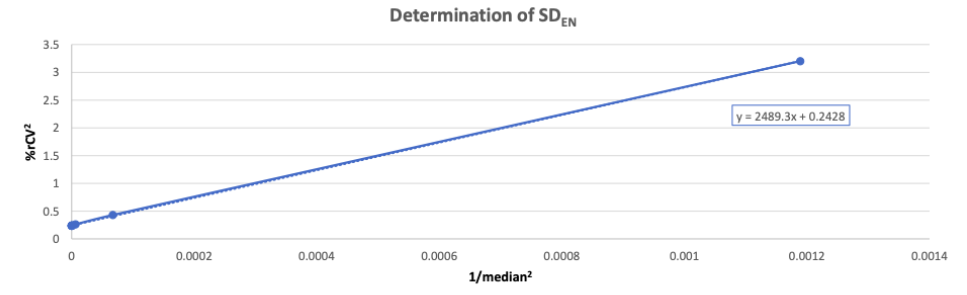 Determination of SD_EN
3.5
3
2.5
2
1.5
1
0.5
0
%rCV²
y = 2489.3x + 0.2428
0 0.0002 0.0004 0.0006 0.0008 0.001 0.0012 0.0014
1/median²